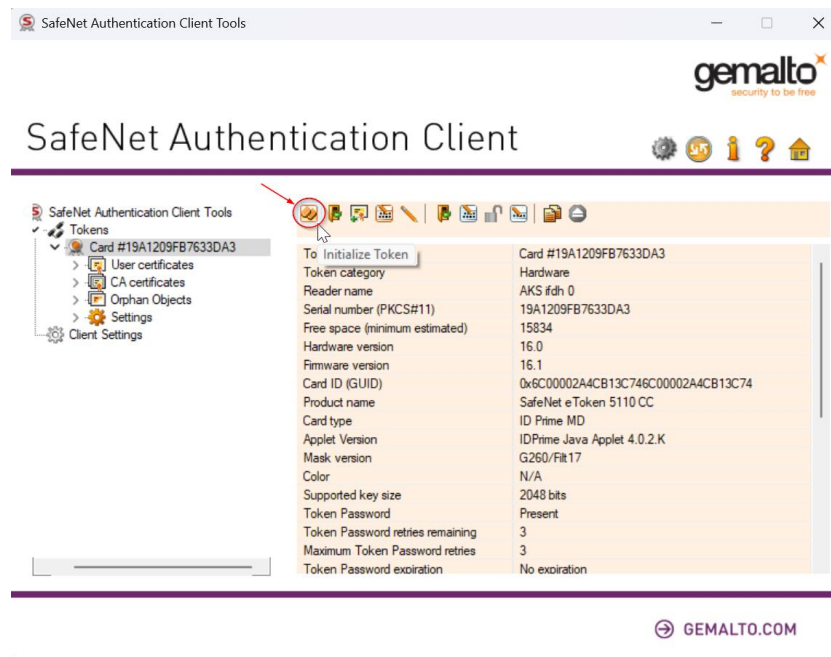 SafeNet Authentication Client Tools
gemalto
security to be free
SafeNet Authentication Client
SafeNet Authentication Client Tools
Tokens
Card #19A1209FB7633DA3
User certificates
CA certificates
Orphan Objects
Settings
Client Settings
Initialize Token
To Card #19A1209FB7633DA3
Token category Hardware
Reader name AKS ifdh 0
Serial number (PKCS#11) 19A1209FB7633DA3
Free space (minimum estimated) 15834
Hardware version 16.0
Firmware version 16.1
Card ID (GUID) 0x6C00002A4CB13C746C00002A4CB13C74
Product name SafeNet eToken 5110 CC
Card type ID Prime MD
Applet Version IDPrime Java Applet 4.0.2.K
Mask version G260/Filt17
Color N/A
Supported key size 2048 bits
Token Password Present
Token Password retries remaining 3
Maximum Token Password retries 3
Token Password expiration No expiration
GEMALTO.COM